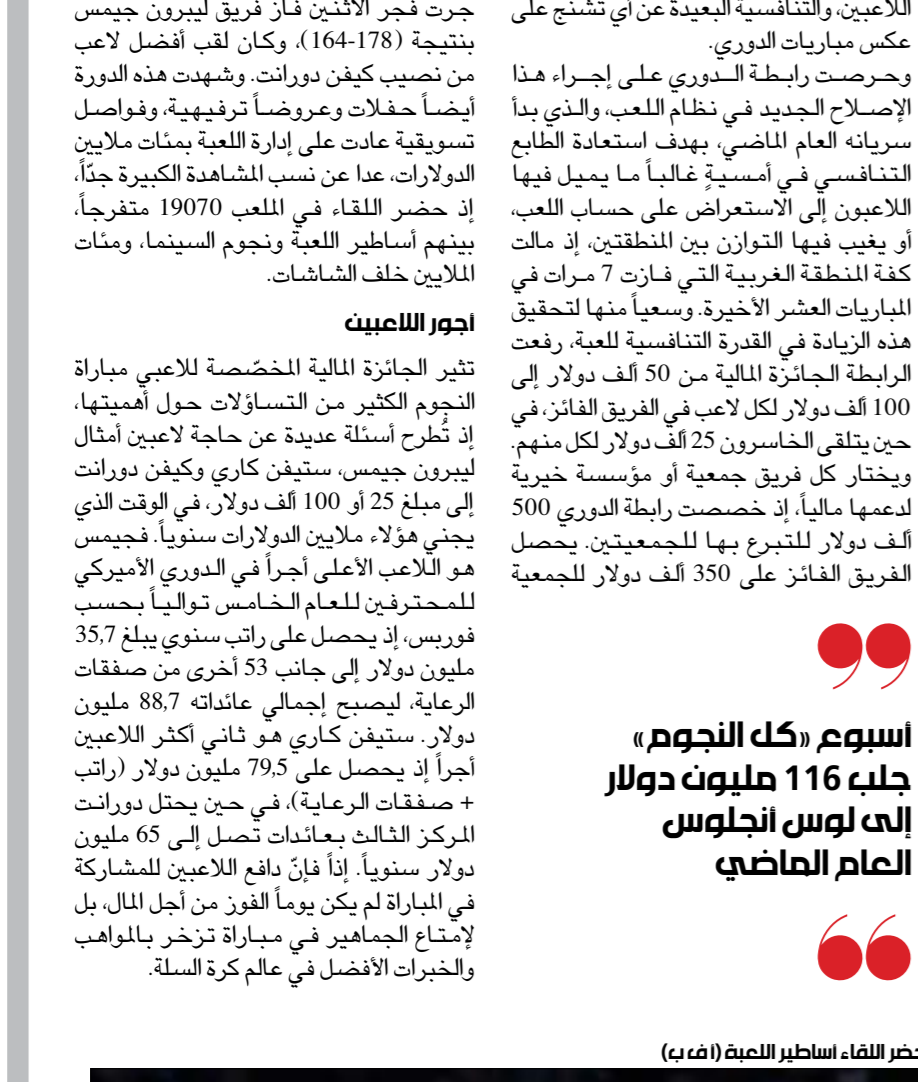 اللاعبين، والتنافسية البعيدة عن أي تشنج على
عكس مباريات الدوري.
وحرصت رابطة الدوري على إجراء هذا
الإصلاح الجديد في نظام اللعب، والذي بدأ
سريانه العام الماضي، بهدف استعادة الطابع
التنافسي في أمسيةٍ غالباً ما يميل فيها
اللاعبون إلى الاستعراض على حساب اللعب،
أو يغيب فيها التوازن بين المنطقتين، إذ مالت
كفة المنطقة الغربية التي فازت 7 مرات في
المباريات العشر الأخيرة. وسعياً منها لتحقيق
هذه الزيادة في القدرة التنافسية للعبة، رفعت
الرابطة الجائزة المالية من 50 ألف دولار إلى
100 ألف دولار لكل لاعب في الفريق الفائز، في
حين يتلقى الخاسرون 25 ألف دولار لكل منهم.
ويختار كل فريق جمعية أو مؤسسة خيرية
لدعمها مالياً، إذ خصصت رابطة الدوري 500
ألف دولار للتبرع بها للجمعيتين. يحصل
الفريق الفائز على 350 ألف دولار للجمعية
أسبوع «كل النجوم»
جلب 116 مليون دولار
إلى لوس أنجلوس
العام الماضي
جرت فجر الاثنين فاز فريق ليبرون جيمس
بنتيجة (178-164)، وكان لقب أفضل لاعب
من نصيب كيفن دورانت. وشهدت هذه الدورة
أيضاً حفلات وعروضاً ترفيهية، وفواصل
تسويقية عادت على إدارة اللعبة بمئات ملايين
الدولارات، عدا عن نسب المشاهدة الكبيرة جدّاً،
إذ حضر اللقاء في الملعب 19070 متفرجاً،
بينهم أساطير اللعبة ونجوم السينما، ومئات
الملايين خلف الشاشات.
أجور اللاعبين
تثير الجائزة المالية المخصّصة للاعبي مباراة
النجوم الكثير من التساؤلات حول أهميتها،
إذ تُطرح أسئلة عديدة عن حاجة لاعبين أمثال
ليبرون جيمس، ستيفن كاري وكيفن دورانت
إلى مبلغ 25 أو 100 ألف دولار، في الوقت الذي
يجني هؤلاء ملايين الدولارات سنوياً. فجيمس
هو اللاعب الأعلى أجراً في الدوري الأميركي
للمحترفين للعام الخامس توالياً بحسب
فوربس، إذ يحصل على راتب سنوي يبلغ 35,7
مليون دولار إلى جانب 53 أخرى من صفقات
الرعاية، ليصبح إجمالي عائداته 88,7 مليون
دولار. ستيفن كاري هو ثاني أكثر اللاعبين
أجراً إذ يحصل على 79,5 مليون دولار (راتب
+ صفقات الرعاية)، في حين يحتل دورانت
المركز الثالث بعائدات تصل إلى 65 مليون
دولار سنوياً. إذاً فإنّ دافع اللاعبين للمشاركة
في المباراة لم يكن يوماً الفوز من أجل المال، بل
لإمتاع الجماهير في مباراة تزخر بالمواهب
والخبرات الأفضل في عالم كرة السلة.
حضر اللقاء أساطير اللعبة (أ ف ب)